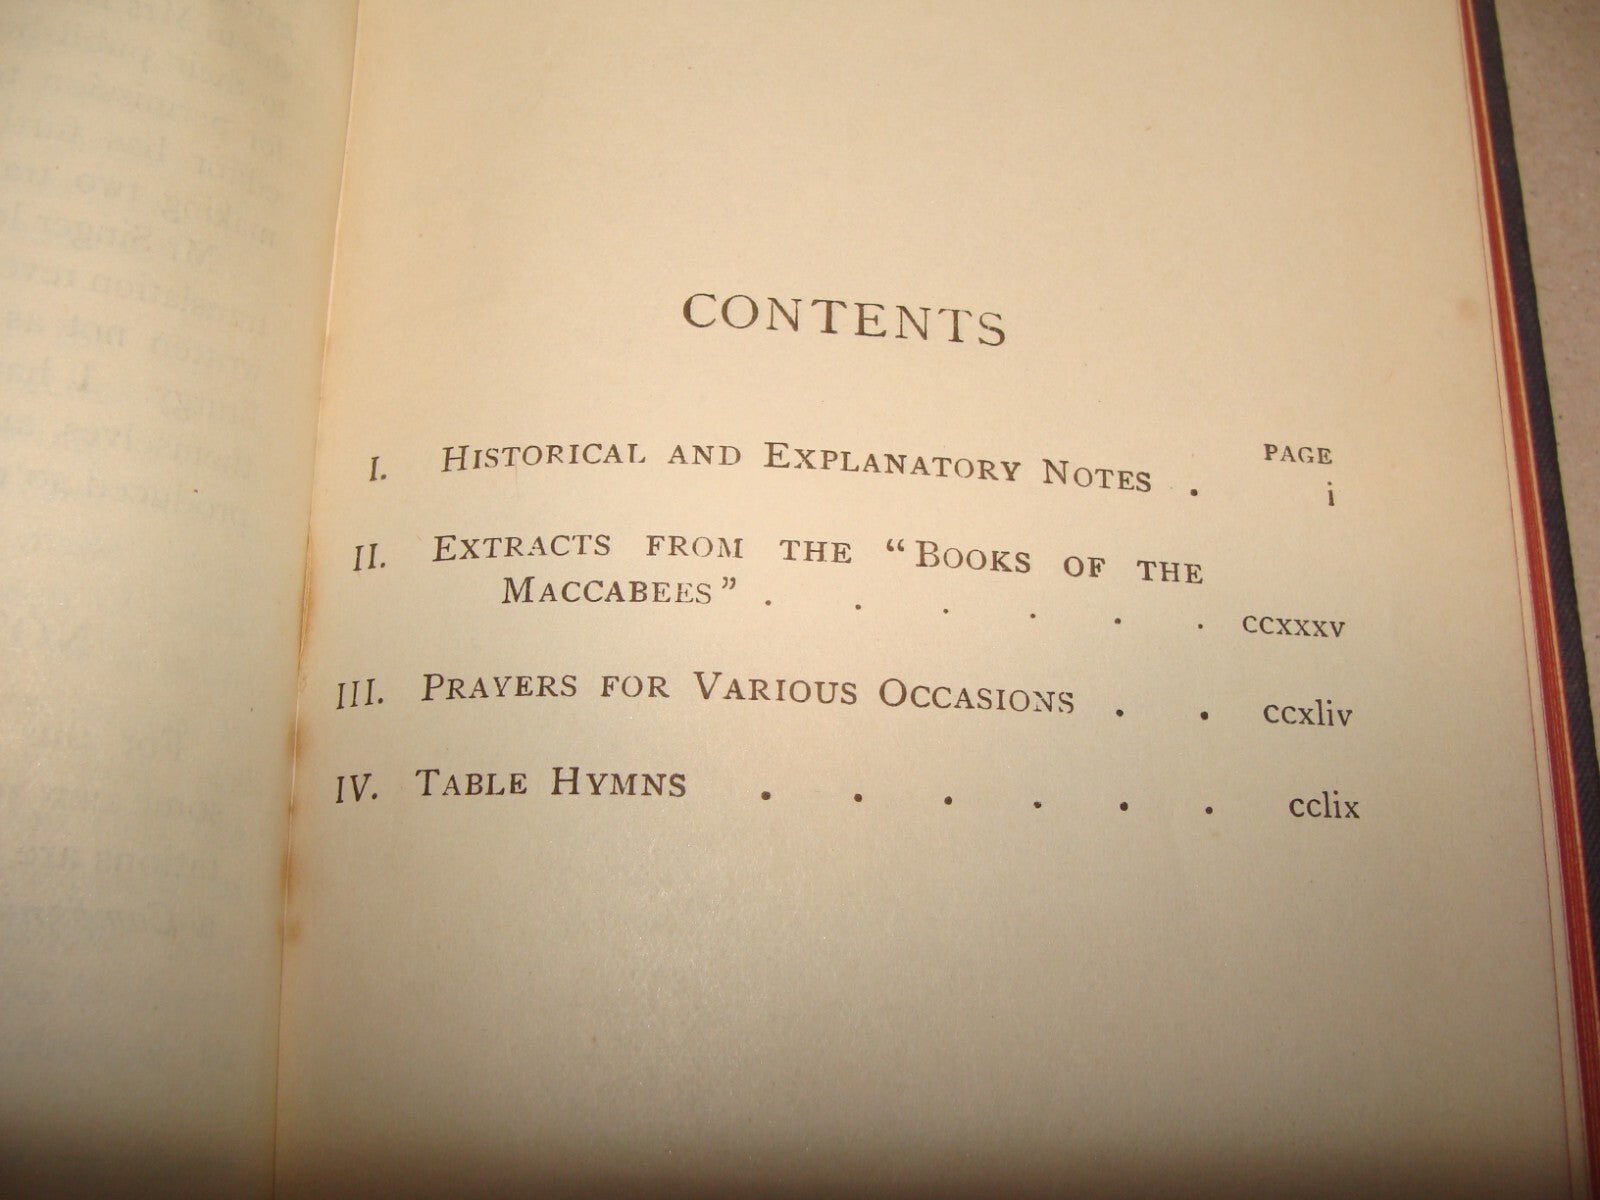 CONTENTS
PAGE
I. HISTORICAL AND EXPLANATORY NOTES . i
II. EXTRACTS FROM THE “BOOKS OF THE
MACCABEES” . . . . . . ccxxxv
III. PRAYERS FOR VARIOUS OCCASIONS . . ccxliv
IV. TABLE HYMNS . . . . . . cclix